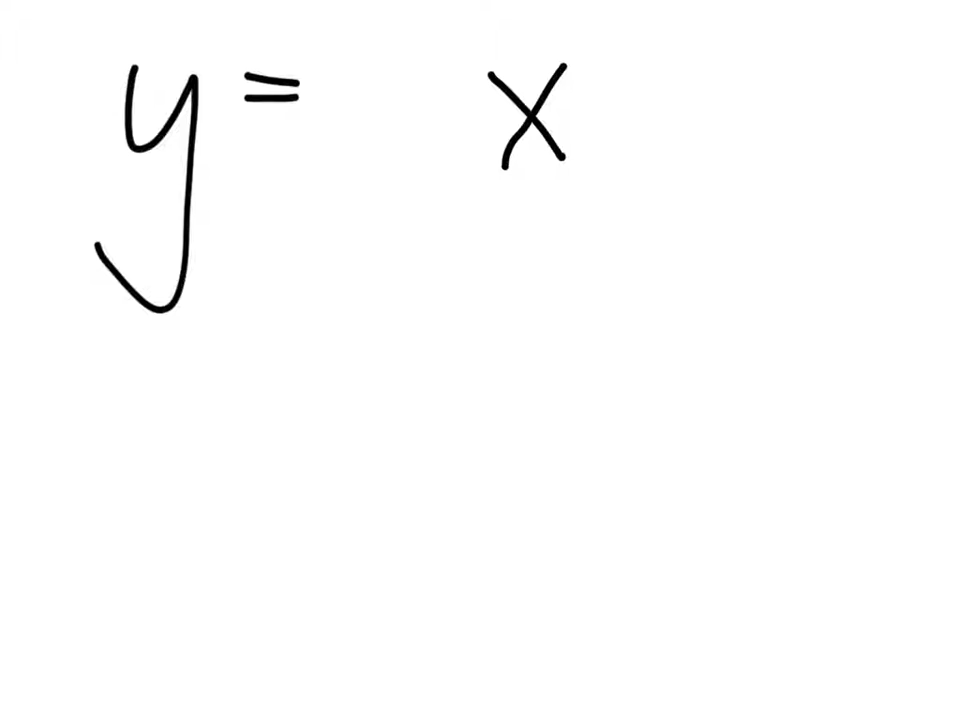 y = x